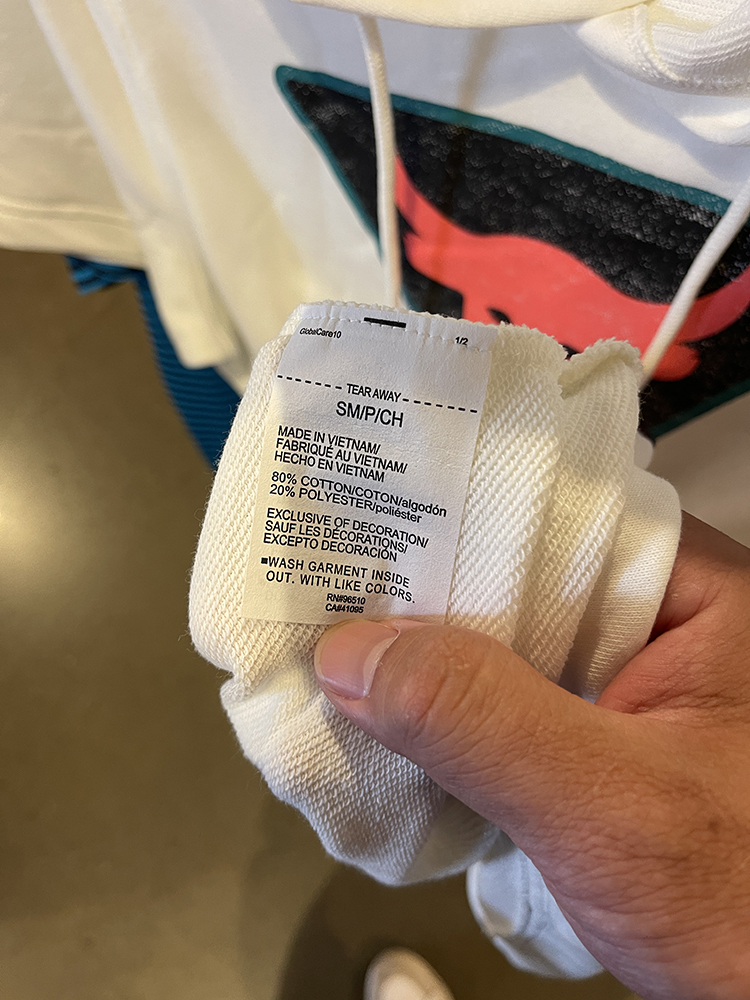 GlobalCare10
1/2
TEAR AWAY
SM/P/CH
MADE IN VIETNAM/
FABRIQUÉ AU VIETNAM/
HECHO EN VIETNAM
80% COTTON/COTON/algodón
20% POLYESTER/poliéster
EXCLUSIVE OF DECORATION/
SAUF LES DÉCORATIONS/
EXCEPTO DECORACIÓN
■WASH GARMENT INSIDE
OUT. WITH LIKE COLORS.
RN#96510
CA#41095